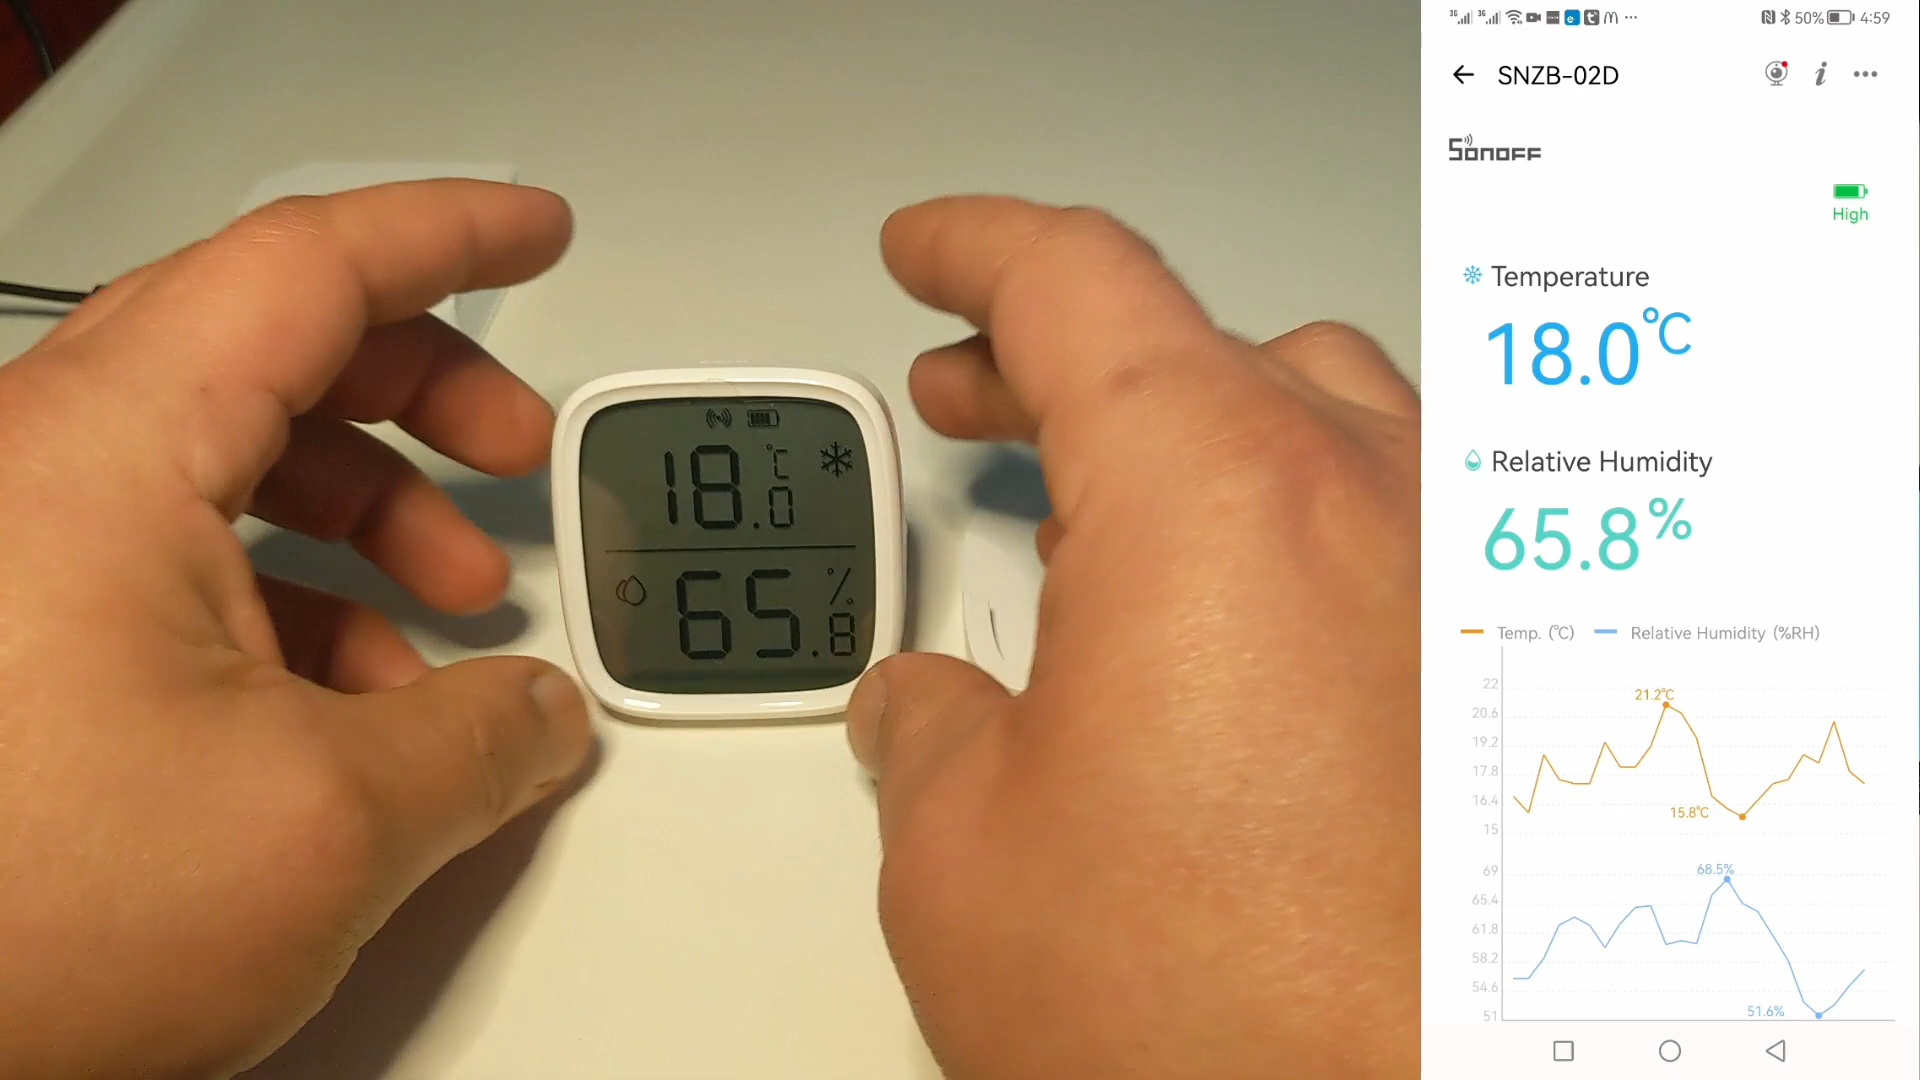 18.0℃
65.8%
3G 3G 50% 4:59
SNZB-02D
SONOFF
High
Temperature
18.0℃
Relative Humidity
65.8%
Temp. (℃) Relative Humidity (%RH)
22
21.2℃
20.6
19.2
17.8
16.4
15.8℃
15
69
68.5%
65.4
61.8
58.2
54.6
51.6%
51